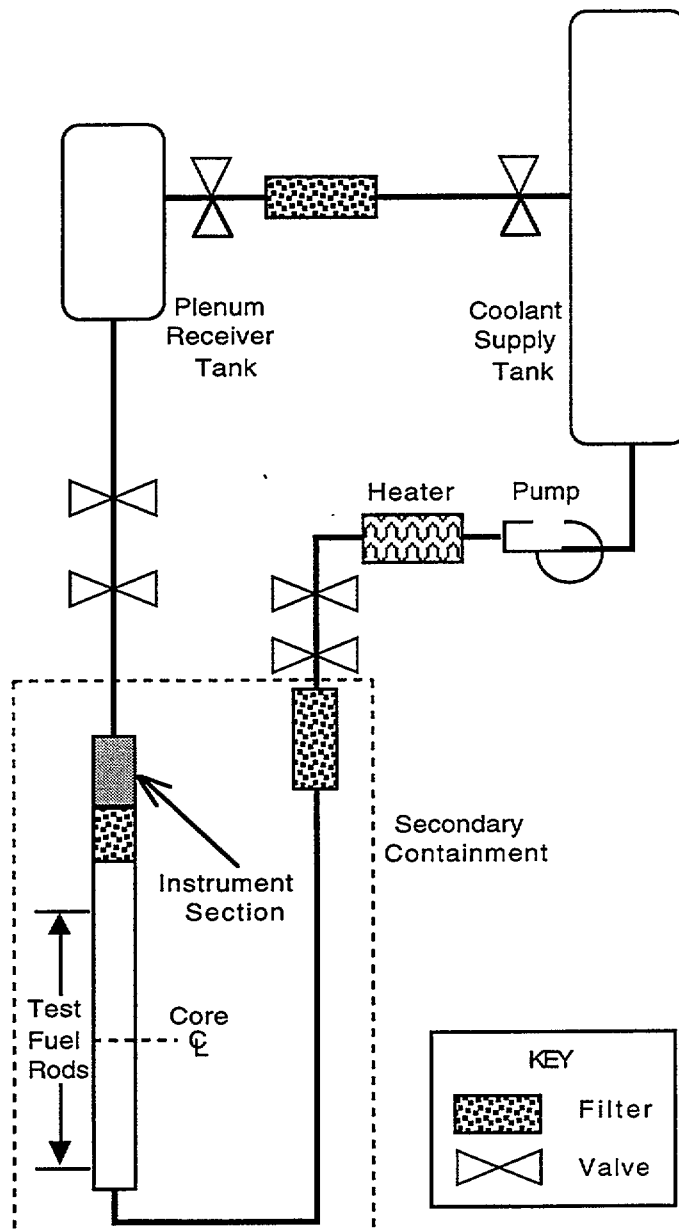 Plenum
Receiver
Tank
Coolant
Supply
Tank
Heater
Pump
Secondary
Containment
Instrument
Section
Test
Fuel
Rods
Core
℄
KEY
Filter
Valve